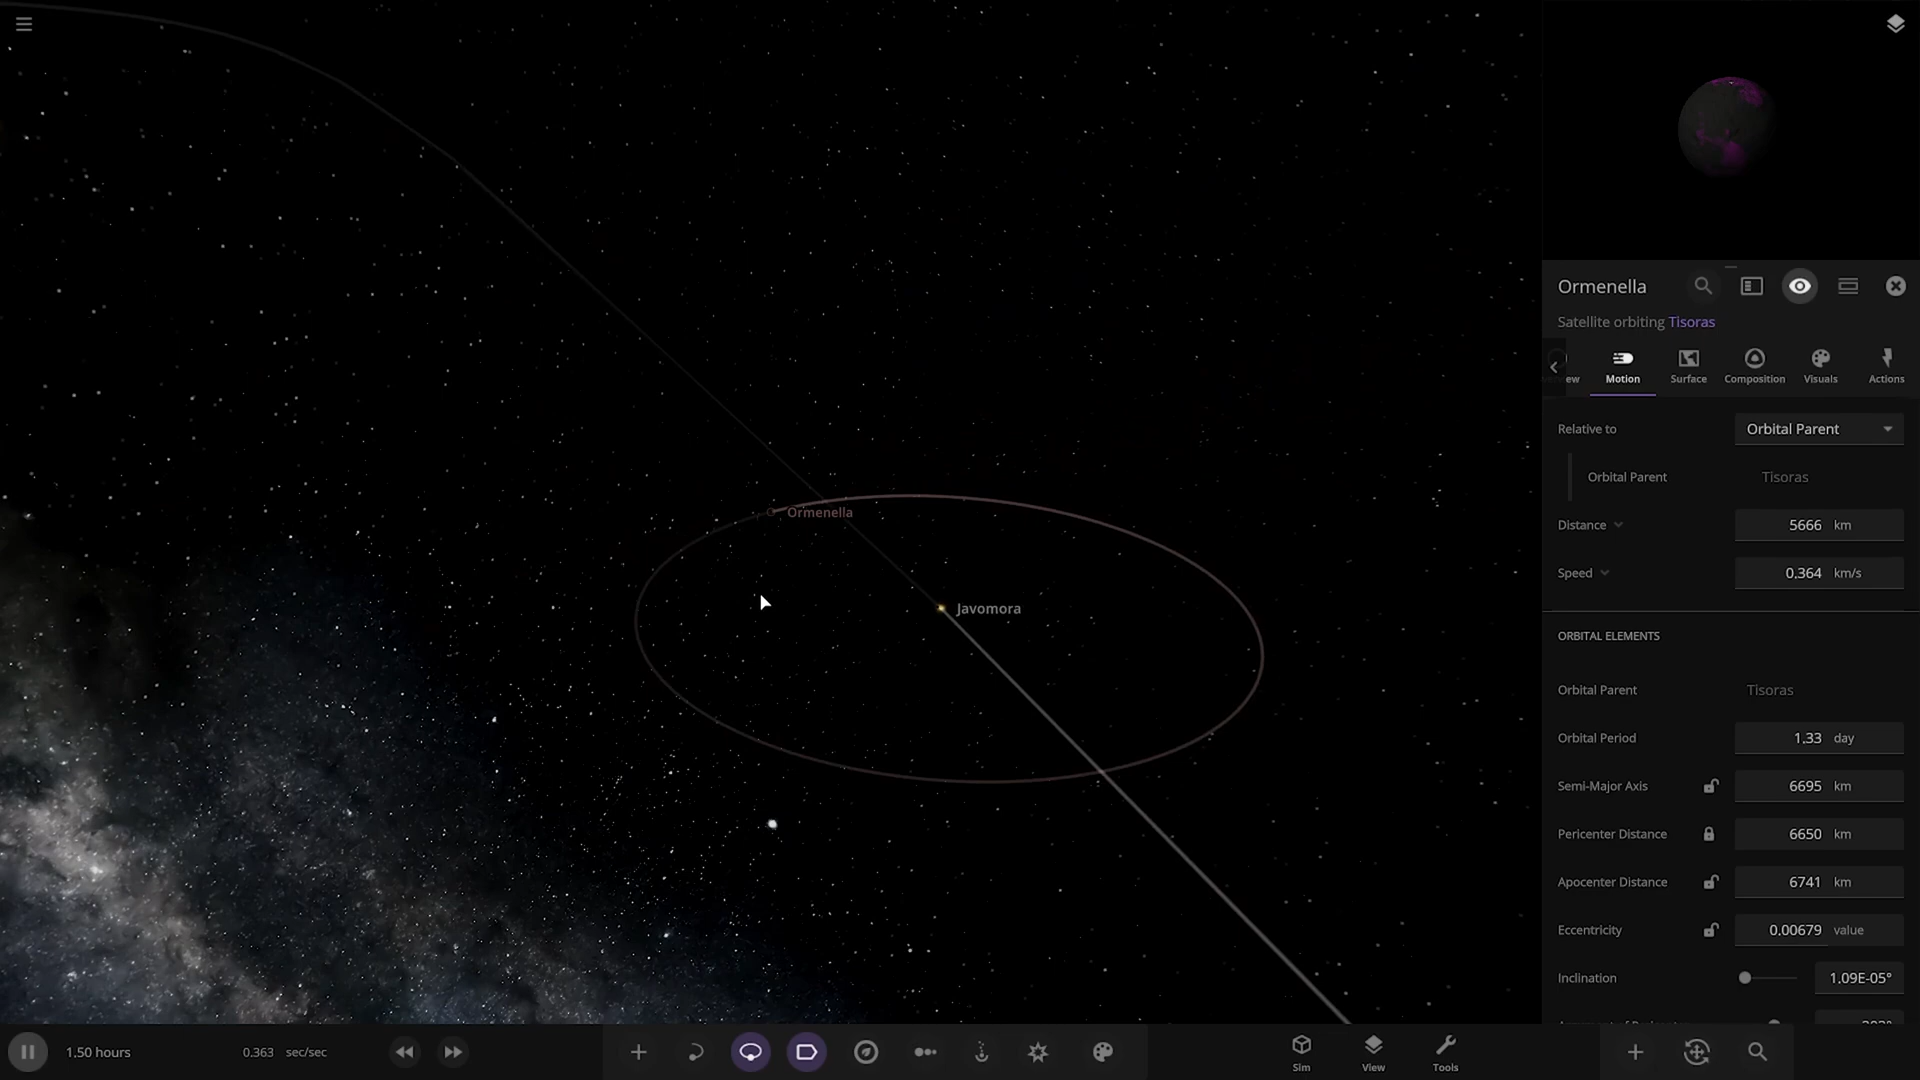 Ormenella
Satellite orbiting Tisoras
Motion
Surface
Composition
Visuals
Actions
Relative to
Orbital Parent
Orbital Parent
Tisoras
Distance
5666 km
Speed
0.364 km/s
ORBITAL ELEMENTS
Orbital Parent
Tisoras
Orbital Period
1.33 day
Semi-Major Axis
6695 km
Pericenter Distance
6650 km
Apocenter Distance
6741 km
Eccentricity
0.00679 value
Inclination
1.09E-05°
Ormenella
Javomora
1.50 hours
0.363 sec/sec
Sim
View
Tools